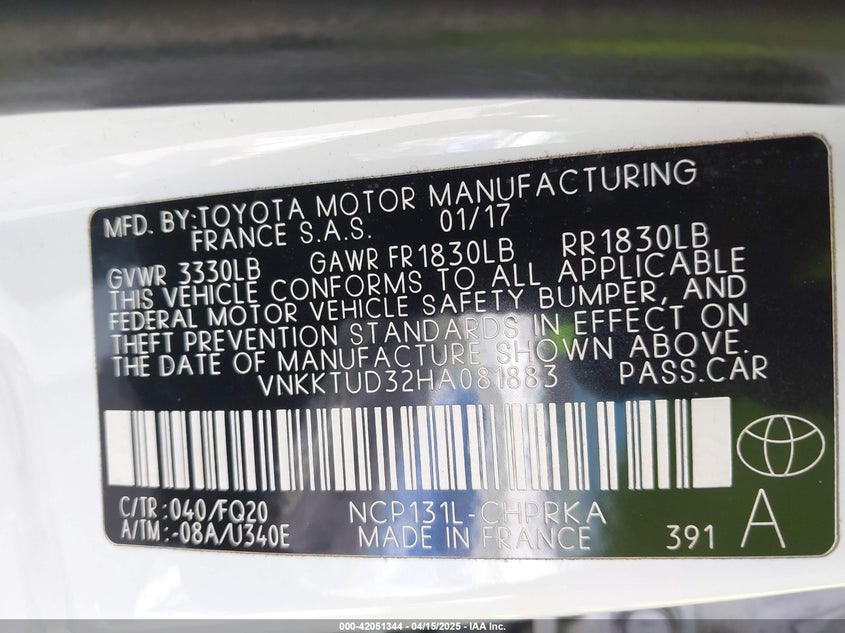 MFD. BY:TOYOTA MOTOR MANUFACTURING
FRANCE S.A.S. 01/17
GVWR 3330LB GAWR FR1830LB RR1830LB
THIS VEHICLE CONFORMS TO ALL APPLICABLE
FEDERAL MOTOR VEHICLE SAFETY BUMPER, AND
THEFT PREVENTION STANDARDS IN EFFECT ON
THE DATE OF MANUFACTURE SHOWN ABOVE.
VNKKTUD32HA081883 PASS.CAR
C/TR:040/FQ20 NCP131L-CHPRKA
A/TM:-08A/U340E MADE IN FRANCE 391 A
000-42051344 / 04/15/2025 - IAA Inc.